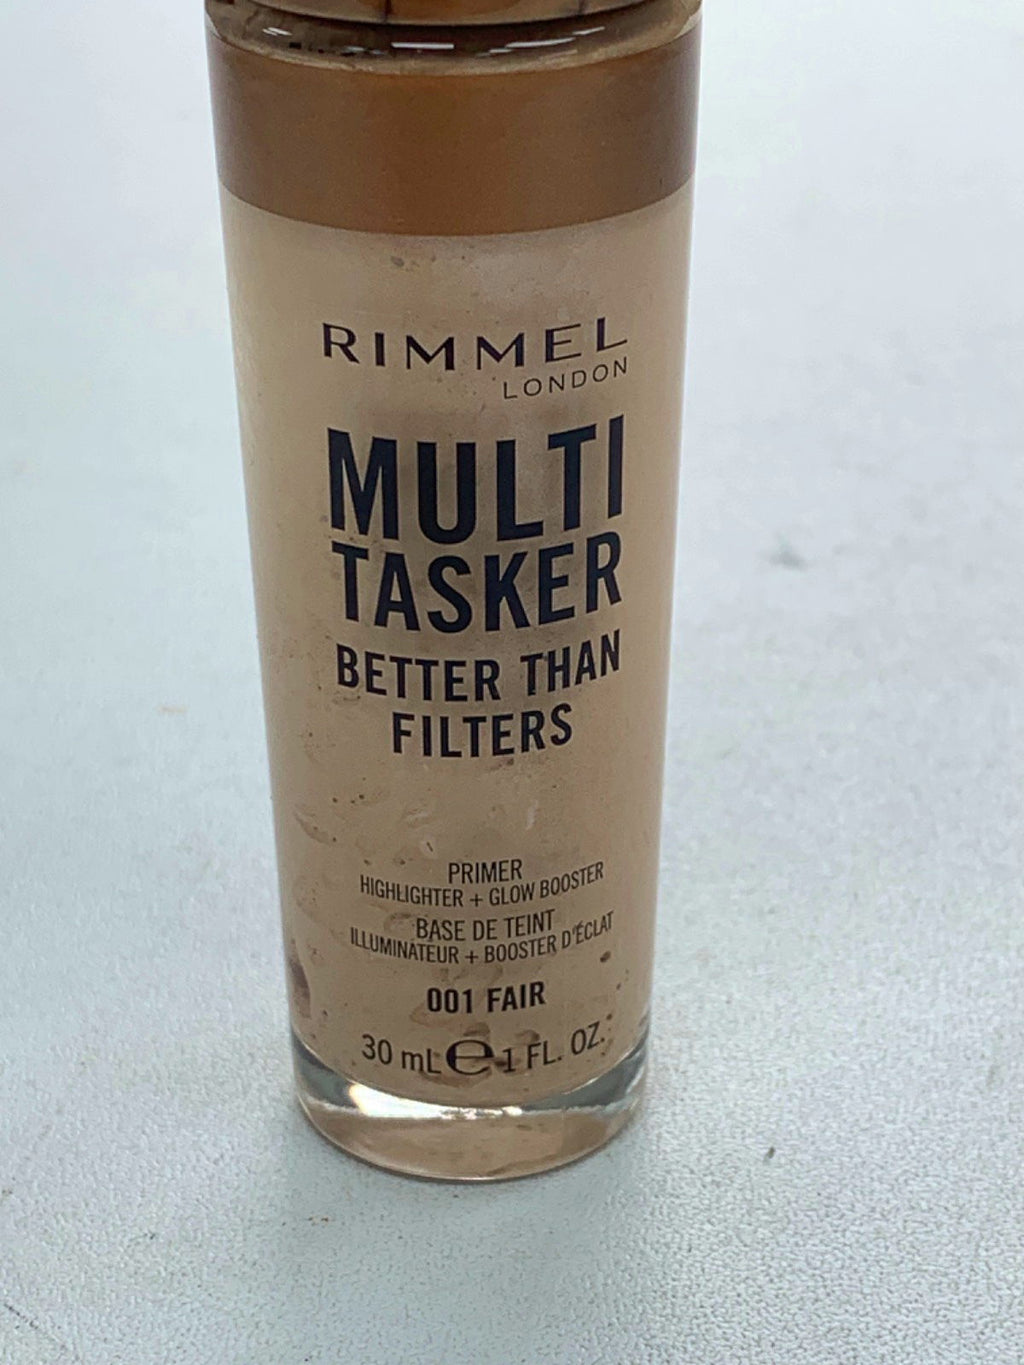 RIMMEL
LONDON
MULTI
TASKER
BETTER THAN
FILTERS
PRIMER
HIGHLIGHTER + GLOW BOOSTER
BASE DE TEINT
ILLUMINATEUR + BOOSTER D'ÉCLAT
001 FAIR
30 mL ℮ 1 FL. OZ.